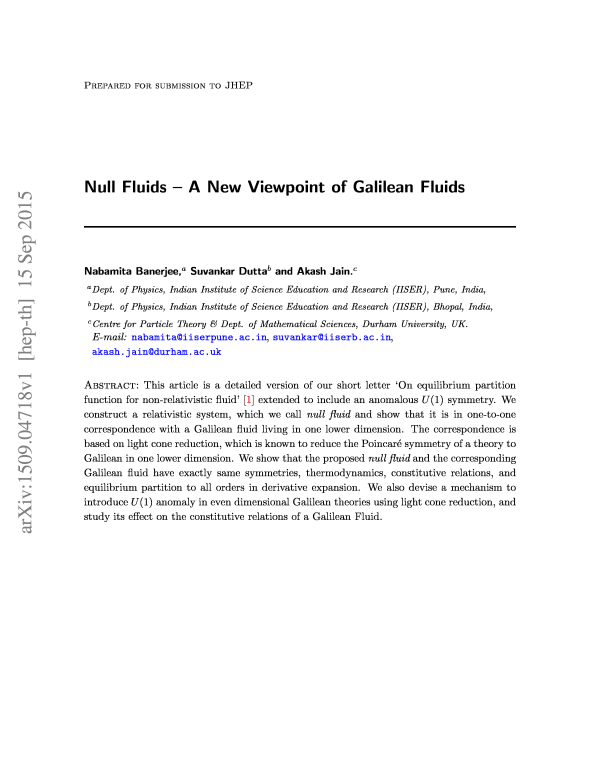 Prepared for submission to JHEP
Null Fluids – A New Viewpoint of Galilean Fluids
Nabamita Banerjee,ᵃ Suvankar Duttaᵇ and Akash Jain.ᶜ
ᵃDept. of Physics, Indian Institute of Science Education and Research (IISER), Pune, India,
ᵇDept. of Physics, Indian Institute of Science Education and Research (IISER), Bhopal, India,
ᶜCentre for Particle Theory & Dept. of Mathematical Sciences, Durham University, UK.
E-mail: nabamita@iiserpune.ac.in, suvankar@iiserb.ac.in,
akash.jain@durham.ac.uk
Abstract: This article is a detailed version of our short letter ‘On equilibrium partition
function for non-relativistic fluid’ [1] extended to include an anomalous U(1) symmetry. We
construct a relativistic system, which we call null fluid and show that it is in one-to-one
correspondence with a Galilean fluid living in one lower dimension. The correspondence is
based on light cone reduction, which is known to reduce the Poincaré symmetry of a theory to
Galilean in one lower dimension. We show that the proposed null fluid and the corresponding
Galilean fluid have exactly same symmetries, thermodynamics, constitutive relations, and
equilibrium partition to all orders in derivative expansion. We also devise a mechanism to
introduce U(1) anomaly in even dimensional Galilean theories using light cone reduction, and
study its effect on the constitutive relations of a Galilean Fluid.
arXiv:1509.04718v1 [hep-th] 15 Sep 2015